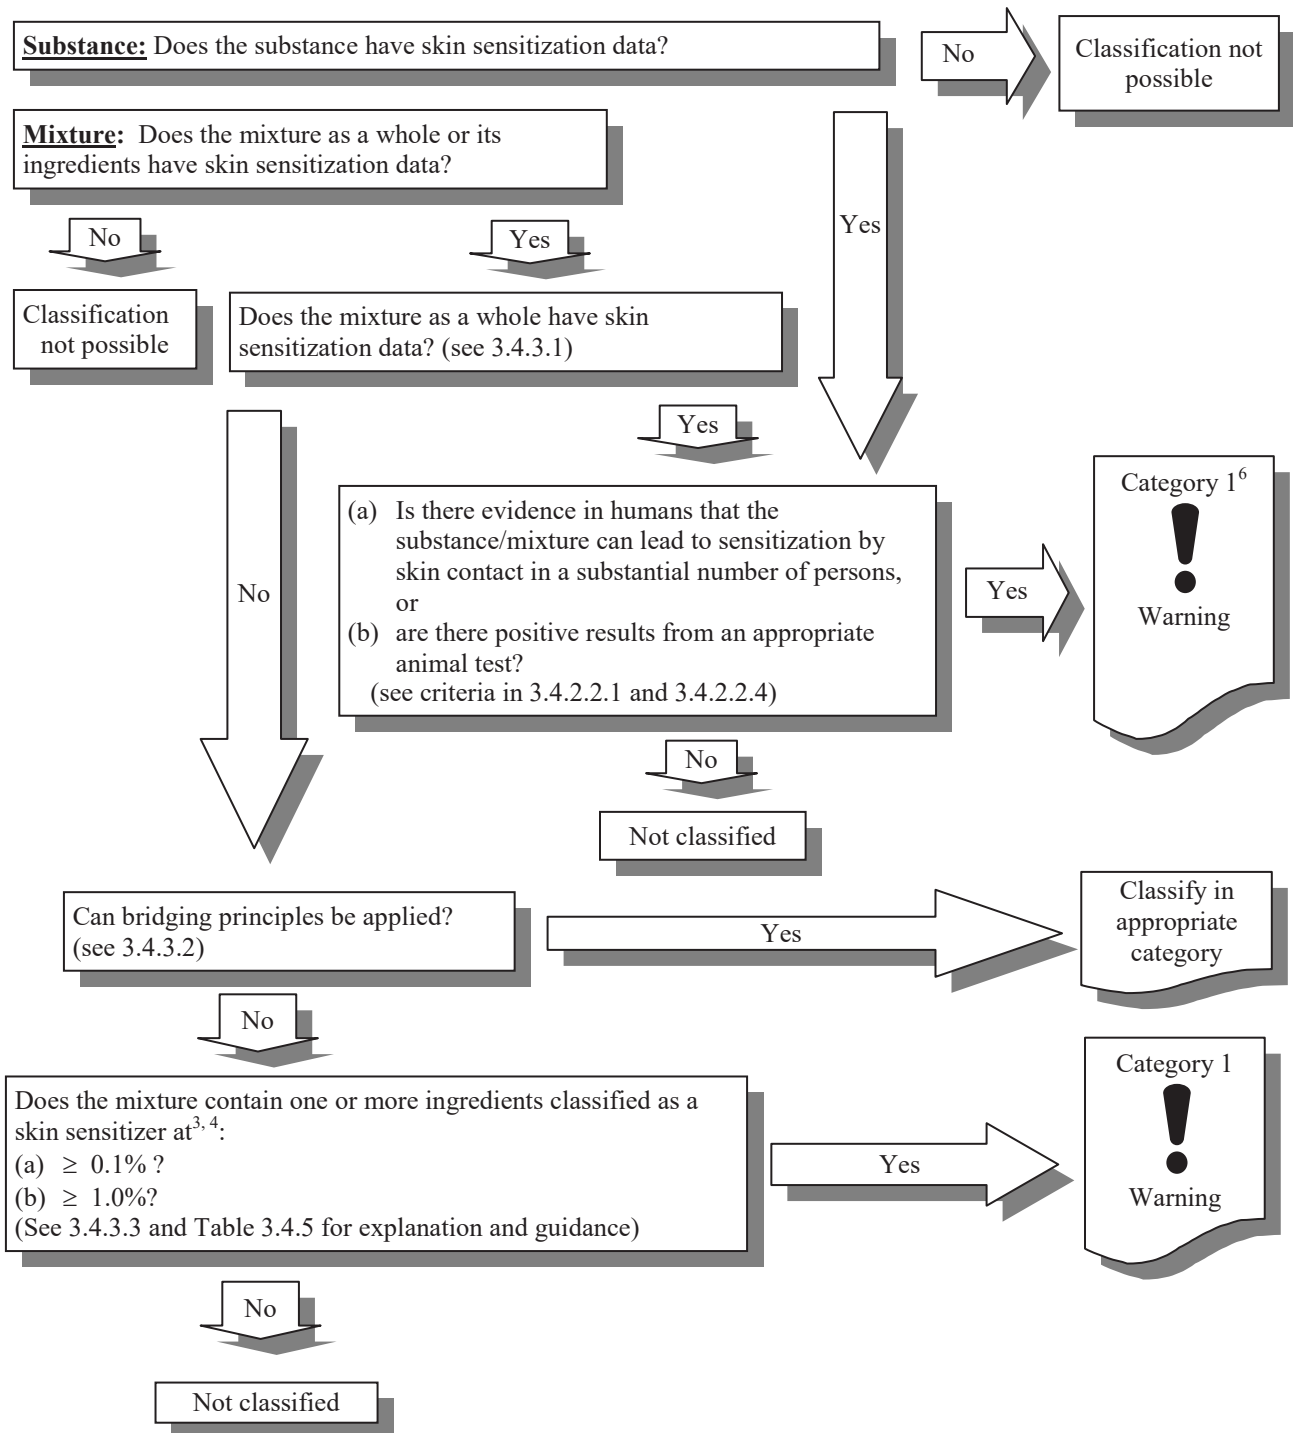 Substance: Does the substance have skin sensitization data?
No
Classification not
possible
Mixture: Does the mixture as a whole or its
ingredients have skin sensitization data?
No
Yes
Yes
Classification
not possible
Does the mixture as a whole have skin
sensitization data? (see 3.4.3.1)
Yes
No
(a) Is there evidence in humans that the
substance/mixture can lead to sensitization by
skin contact in a substantial number of persons,
or
(b) are there positive results from an appropriate
animal test?
(see criteria in 3.4.2.2.1 and 3.4.2.2.4)
Yes
Category 1⁶
Warning
No
Not classified
Can bridging principles be applied?
(see 3.4.3.2)
Yes
Classify in
appropriate
category
No
Does the mixture contain one or more ingredients classified as a
skin sensitizer at³˒ ⁴:
(a) ≥ 0.1% ?
(b) ≥ 1.0%?
(See 3.4.3.3 and Table 3.4.5 for explanation and guidance)
Yes
Category 1
Warning
No
Not classified